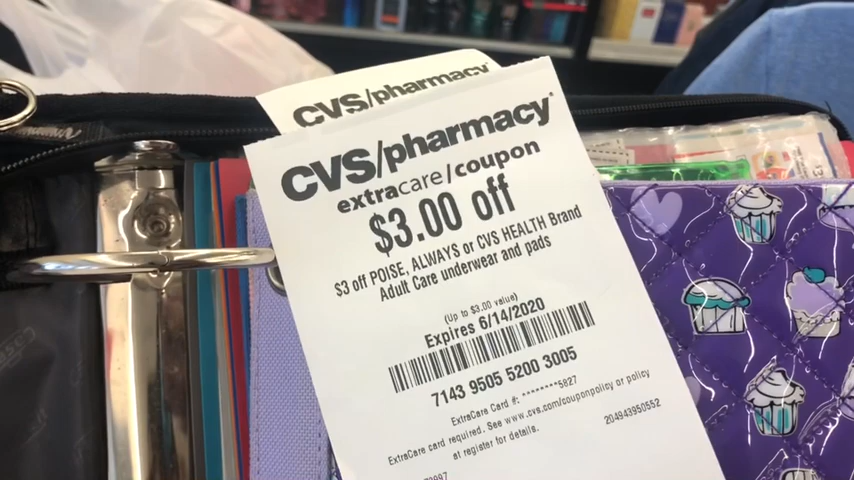 CVS/pharmacy
CVS/pharmacy®
extracare/coupon
$3.00 off
$3 off POISE, ALWAYS or CVS HEALTH Brand
Adult Care underwear and pads
(Up to $3.00 value)
Expires 6/14/2020
7143 9505 5200 3005
ExtraCare Card #: ********5827
ExtraCare card required. See www.cvs.com/couponpolicy or policy
at register for details.
204943950552